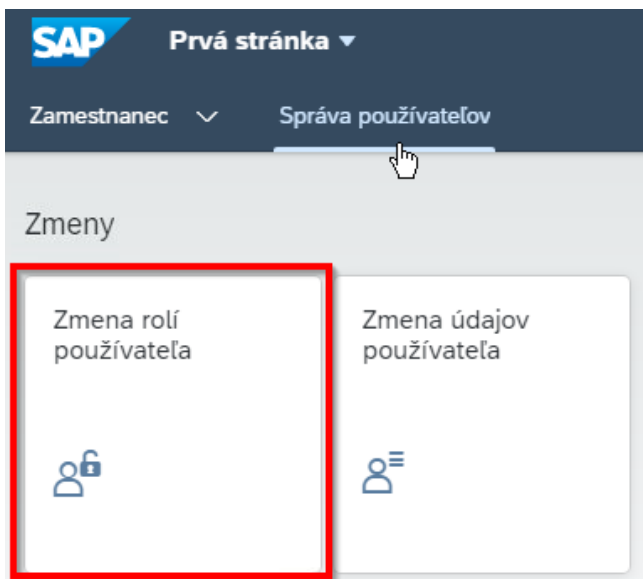 SAP Prvá stránka
Zamestnanec Správa používateľov
Zmeny
Zmena rolí
používateľa
Zmena údajov
používateľa